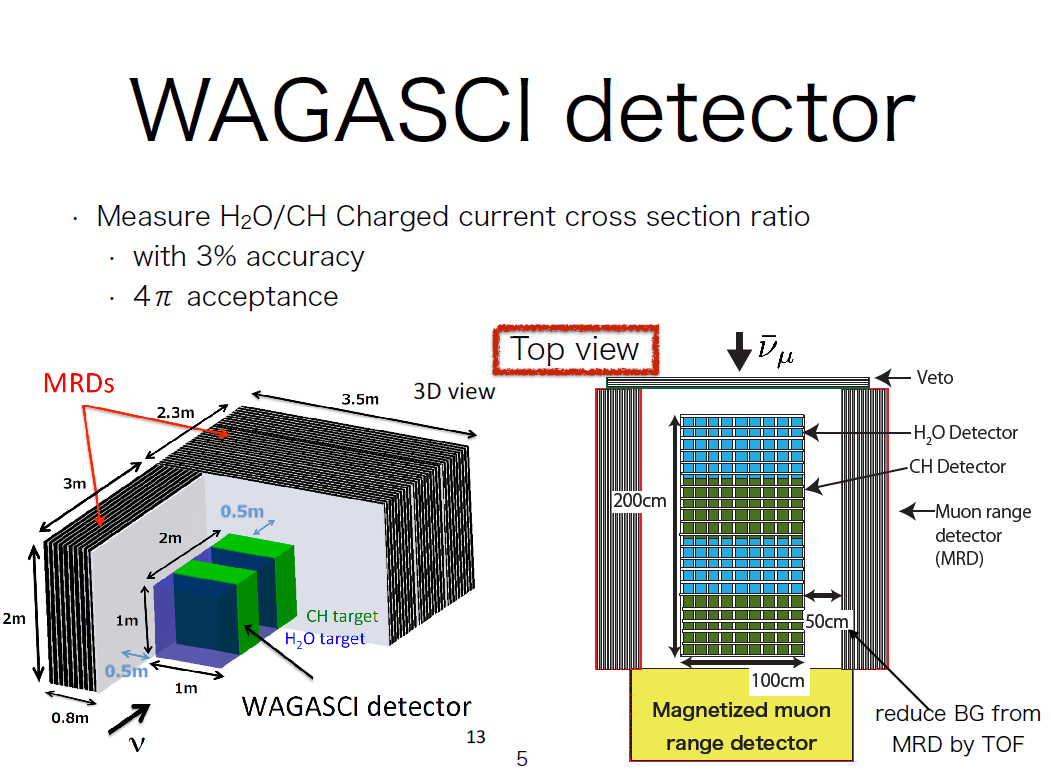 WAGASCI detector
· Measure H₂O/CH Charged current cross section ratio
· with 3% accuracy
· 4π acceptance
Top view
ν̄μ
MRDs
3D view
3.5m
2.3m
3m
0.5m
2m
2m
1m
CH target
H₂O target
0.5m
1m
0.8m
ν
WAGASCI detector
13
Veto
H₂O Detector
CH Detector
200cm
Muon range
detector
(MRD)
50cm
100cm
Magnetized muon
range detector
reduce BG from
MRD by TOF
5